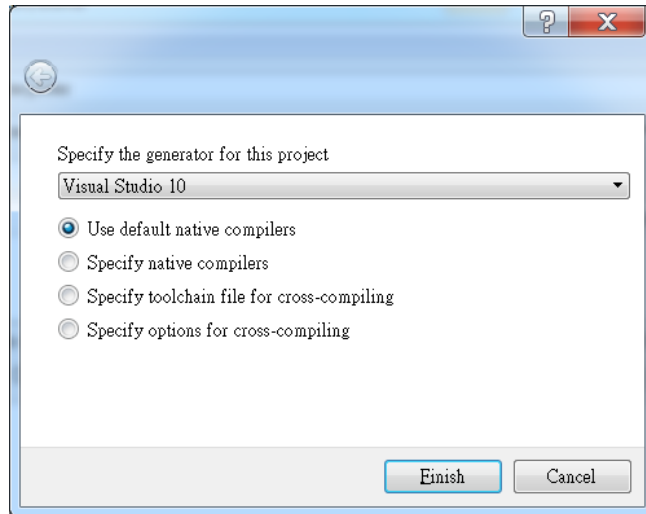 Specify the generator for this project
Visual Studio 10
Use default native compilers
Specify native compilers
Specify toolchain file for cross-compiling
Specify options for cross-compiling
Finish
Cancel